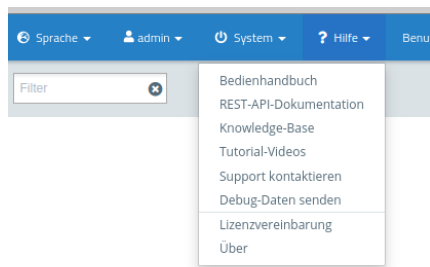 Sprache admin System ? Hilfe Benu
Filter
Bedienhandbuch
REST-API-Dokumentation
Knowledge-Base
Tutorial-Videos
Support kontaktieren
Debug-Daten senden
Lizenzvereinbarung
Über